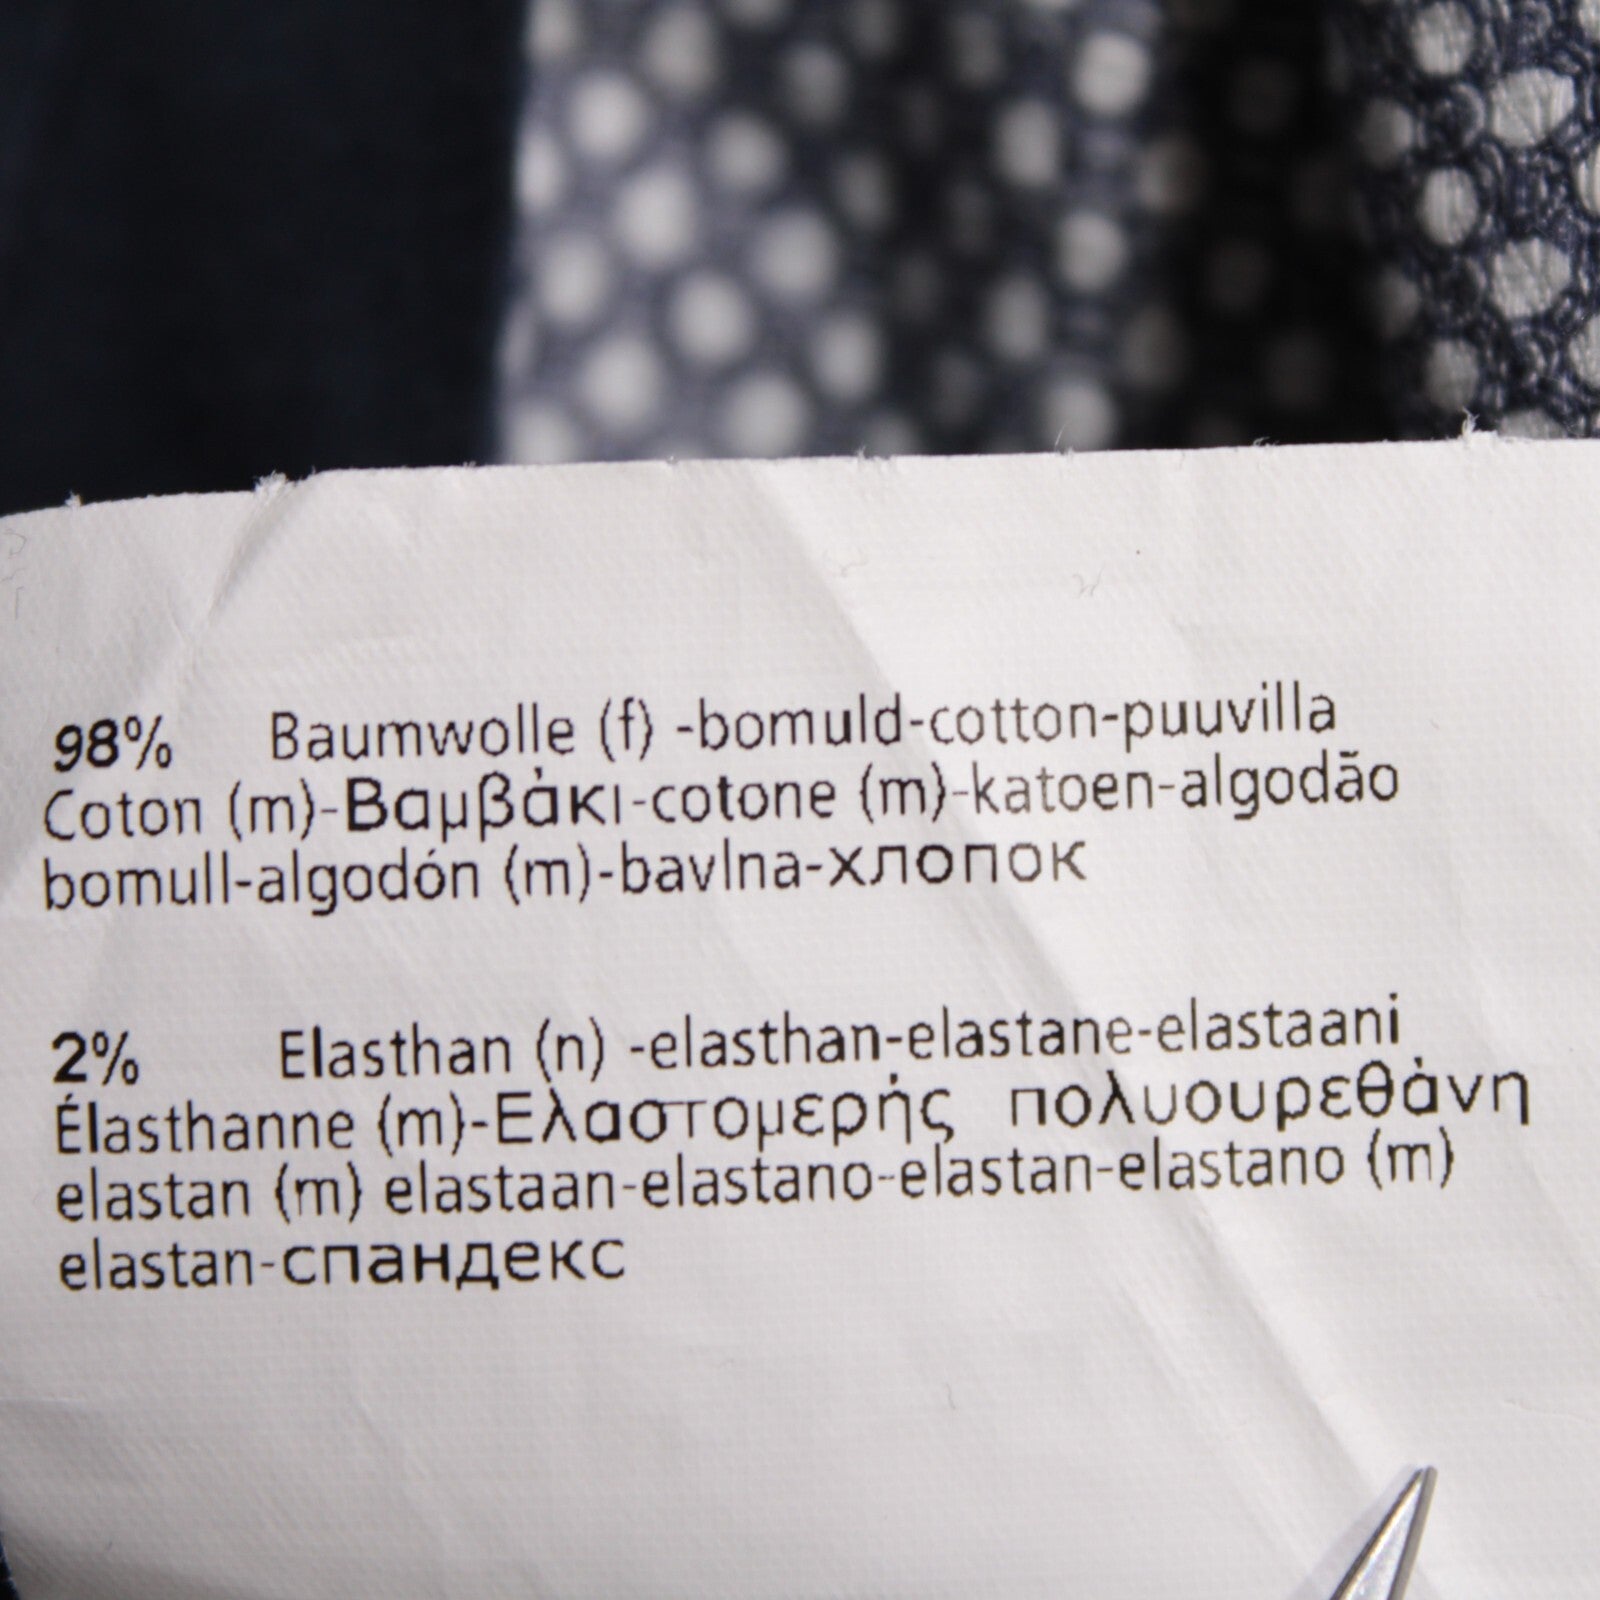 98% Baumwolle (f) -bomuld-cotton-puuvilla
Coton (m)-Βαμβάκι-cotone (m)-katoen-algodão
bomull-algodón (m)-bavlna-хлопок
2% Elasthan (n) -elasthan-elastane-elastaani
Élasthanne (m)-Ελαστομερής πολυουρεθάνη
elastan (m) elastaan-elastano-elastan-elastano (m)
elastan-спандекс